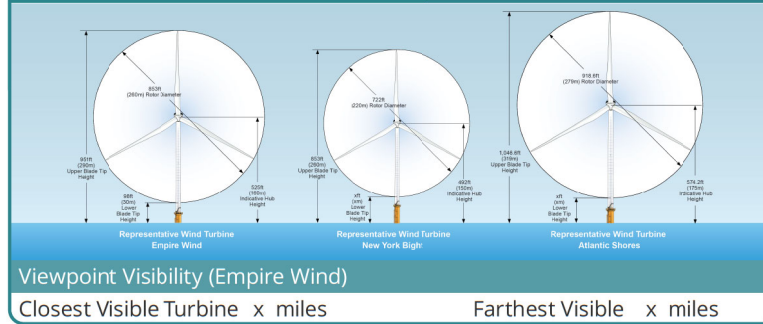 853ft
(260m) Rotor Diameter
951ft
(290m)
Upper Blade Tip
Height
98ft
(30m)
Lower
Blade Tip
Height
525ft
(160m)
Indicative Hub
Height
Representative Wind Turbine
Empire Wind
722ft
(220m) Rotor Diameter
853ft
(260m)
Upper Blade Tip
Height
xft
(xm)
Lower
Blade Tip
Height
492ft
(150m)
Indicative Hub
Height
Representative Wind Turbine
New York Bight
918.6ft
(279m) Rotor Diameter
1,046.6ft
(319m)
Upper Blade Tip
Height
xft
(xm)
Lower
Blade Tip
Height
574.2ft
(175m)
Indicative Hub
Height
Representative Wind Turbine
Atlantic Shores
Viewpoint Visibility (Empire Wind)
Closest Visible Turbine x miles
Farthest Visible x miles